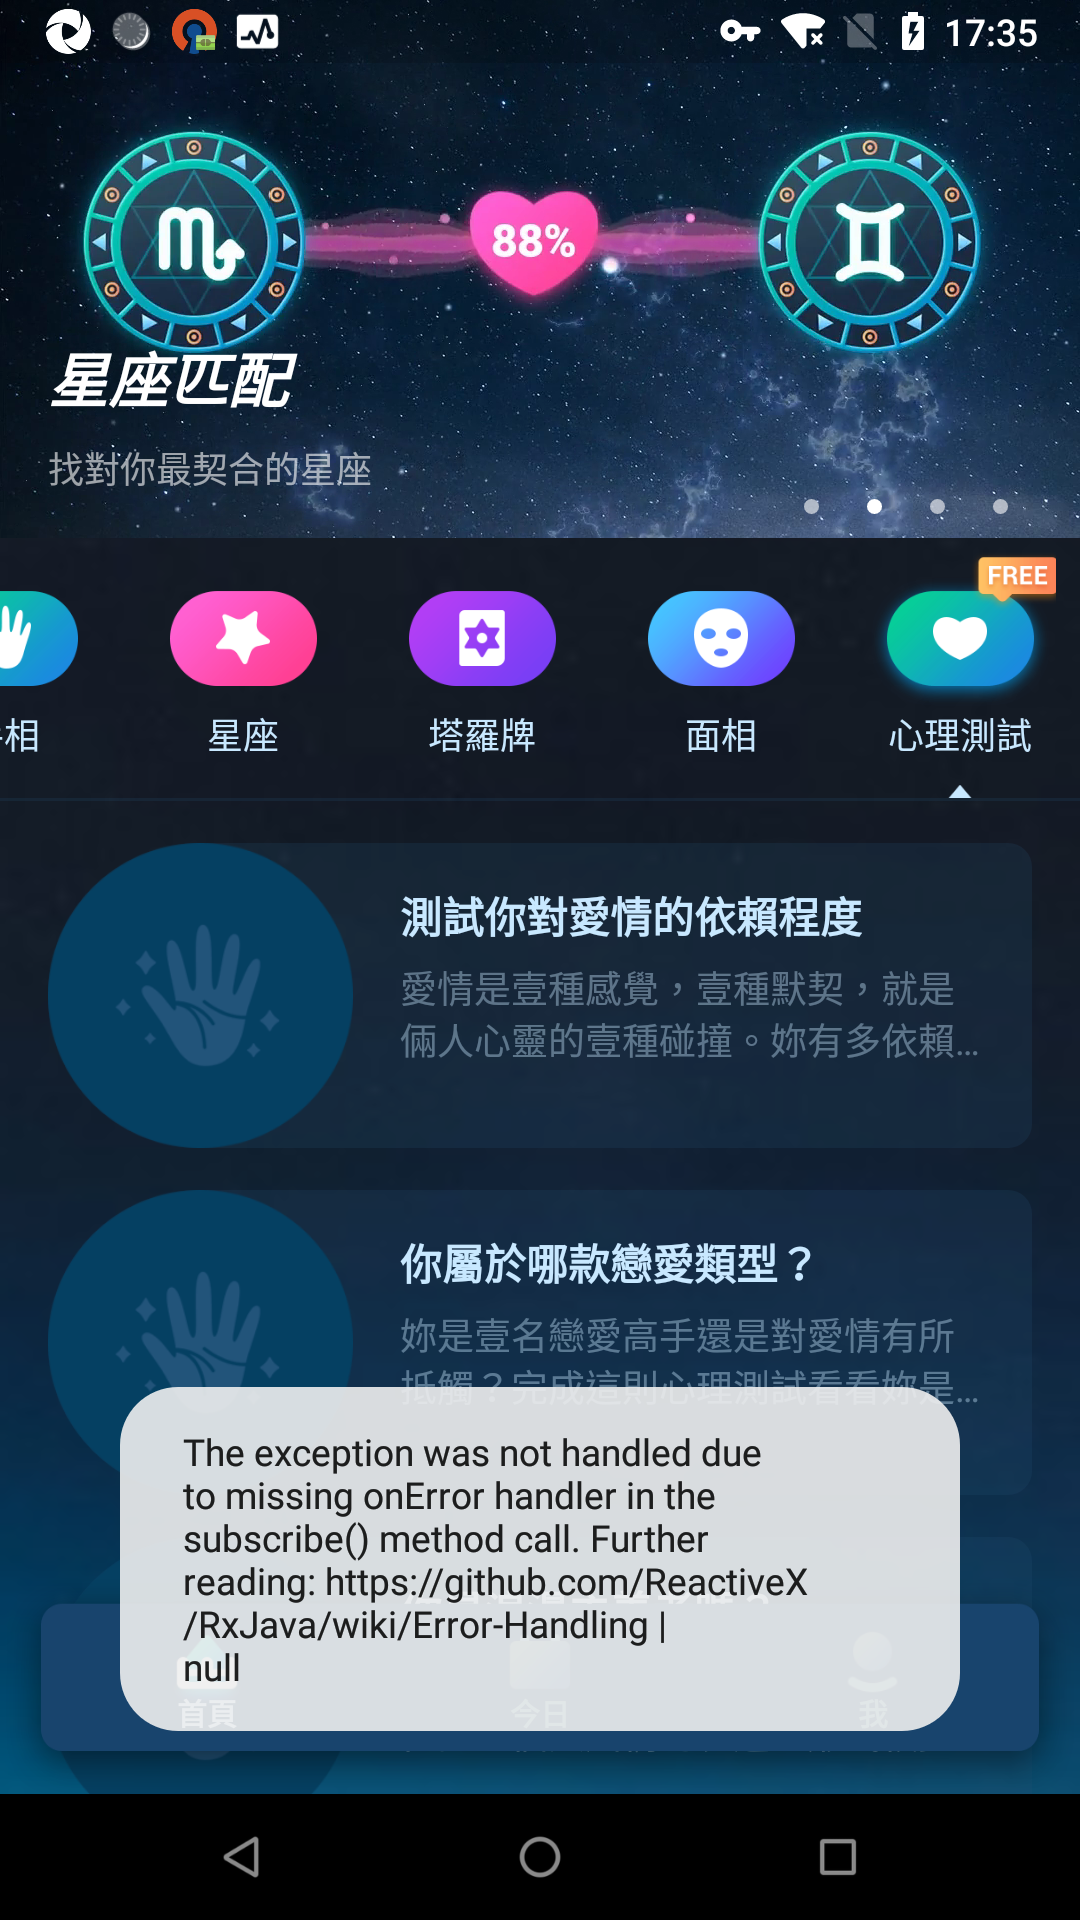 17:35
88%
星座匹配
找對你最契合的星座
FREE
相
星座
塔羅牌
面相
心理測試
測試你對愛情的依賴程度
愛情是壹種感覺，壹種默契，就是
倆人心靈的壹種碰撞。妳有多依賴...
你屬於哪款戀愛類型？
妳是壹名戀愛高手還是對愛情有所
抵觸？完成這則心理測試看看妳是...
The exception was not handled due
to missing onError handler in the
subscribe() method call. Further
reading: https://github.com/ReactiveX
/RxJava/wiki/Error-Handling |
null
首頁
今日
我